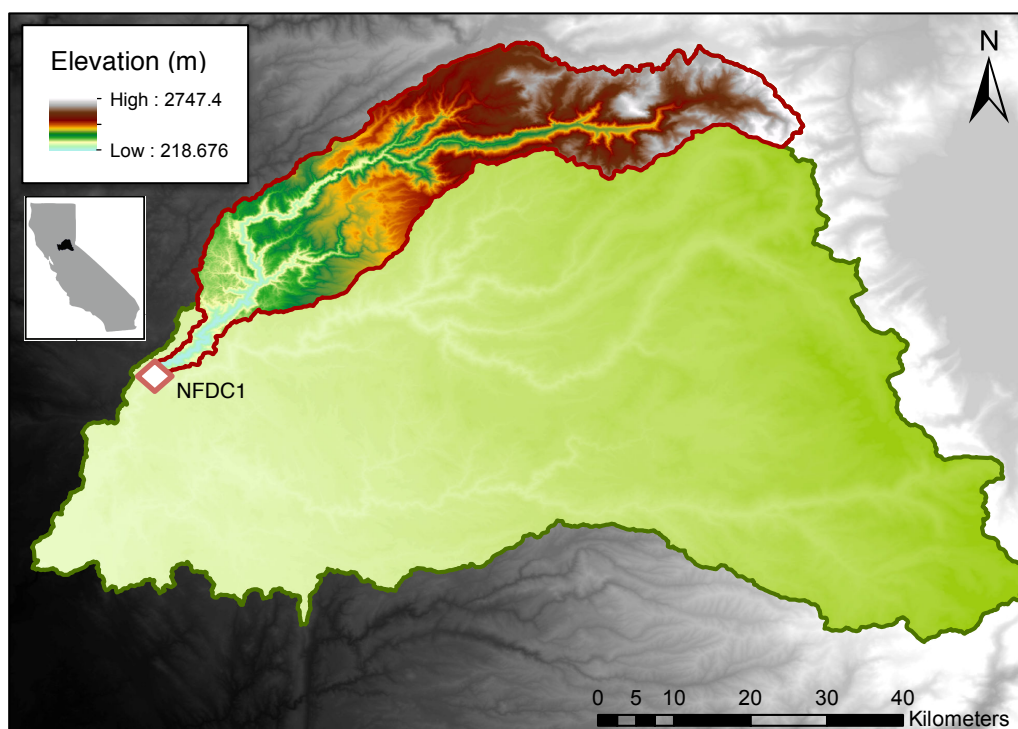 Elevation (m)
High : 2747.4
Low : 218.676
N
NFDC1
0 5 10 20 30 40
Kilometers